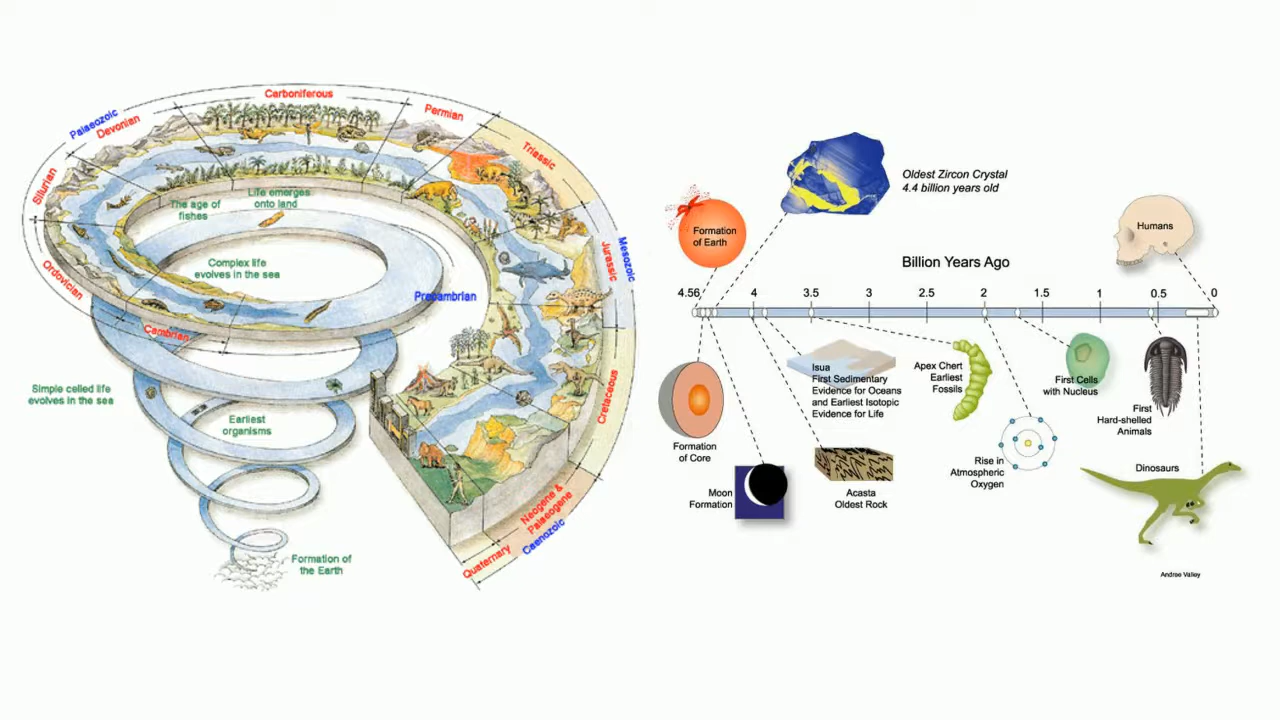 Carboniferous
Permian
Palaeozoic
Devonian
Triassic
Silurian
Life emerges
onto land
The age of
fishes
Mesozoic
Jurassic
Complex life
evolves in the sea
Ordovician
Precambrian
Cambrian
Simple celled life
evolves in the sea
Cretaceous
Earliest
organisms
Neogene &
Palaeogene
Caenozoic
Quaternary
Formation of
the Earth
Oldest Zircon Crystal
4.4 billion years old
Formation
of Earth
Humans
Billion Years Ago
4.56 4 3.5 3 2.5 2 1.5 1 0.5 0
Isua
First Sedimentary
Evidence for Oceans
and Earliest Isotopic
Evidence for Life
Apex Chert
Earliest
Fossils
First Cells
with Nucleus
First
Hard-shelled
Animals
Formation
of Core
Rise in
Atmospheric
Oxygen
Dinosaurs
Moon
Formation
Acasta
Oldest Rock
Andree Valley